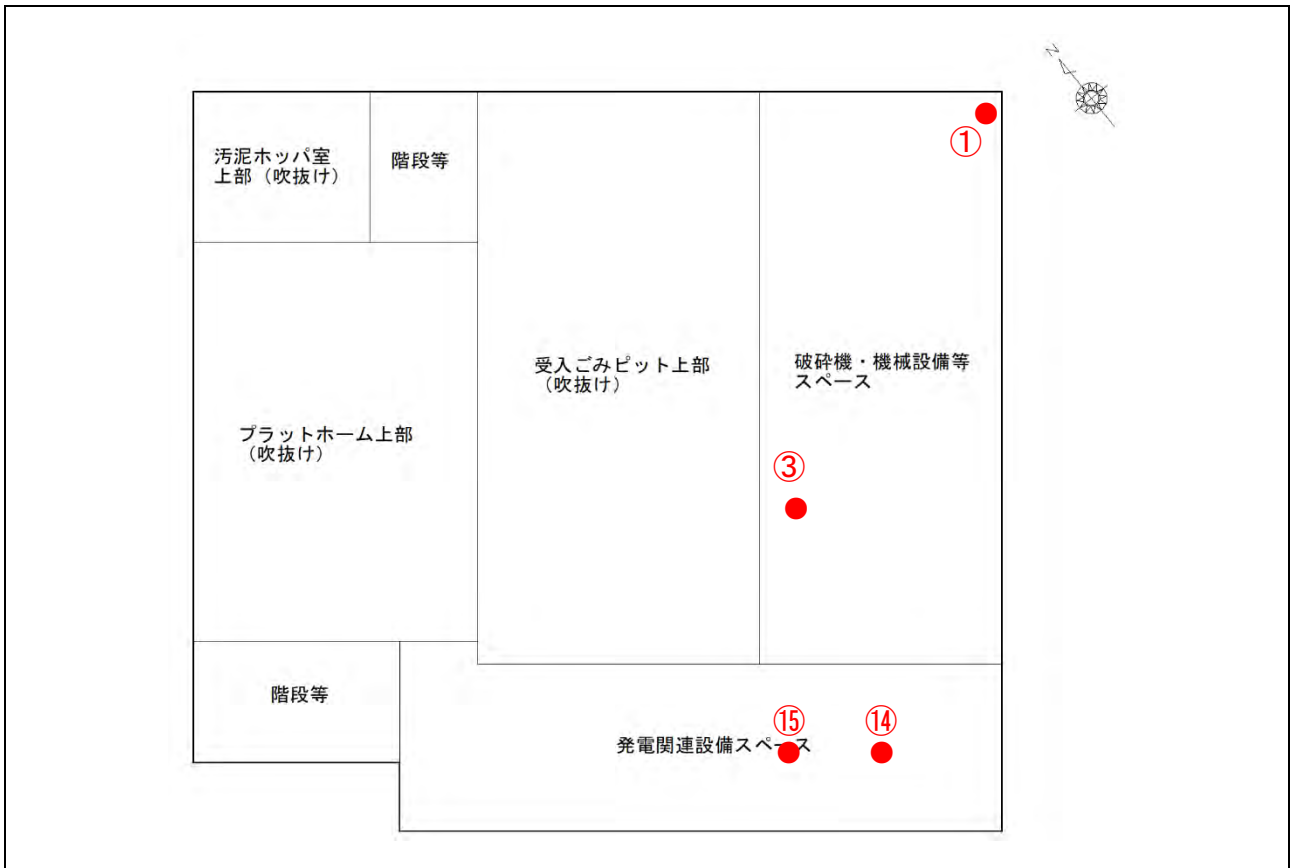 N
汚泥ホッパ室
上部（吹抜け）
階段等
①
受入ごみピット上部
（吹抜け）
破砕機・機械設備等
スペース
プラットホーム上部
（吹抜け）
③
階段等
⑮
⑭
発電関連設備スペース